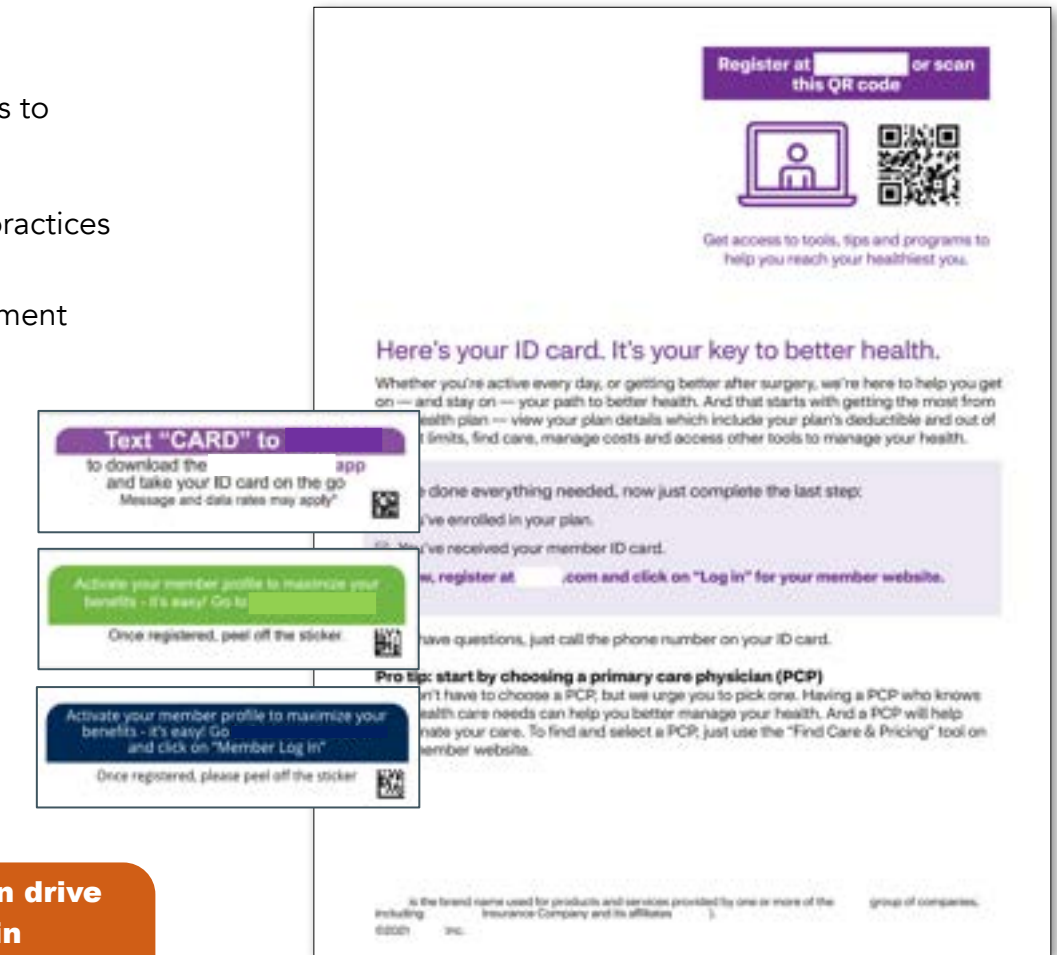 s to
practices
ment
Register at or scan
this QR code
Get access to tools, tips and programs to
help you reach your healthiest you.
Here's your ID card. It's your key to better health.
Whether you're active every day, or getting better after surgery, we're here to help you get
on — and stay on — your path to better health. And that starts with getting the most from
ealth plan — view your plan details which include your plan's deductible and out of
limits, find care, manage costs and access other tools to manage your health.
Text "CARD" to
to download the app
and take your ID card on the go
Message and data rates may apply*
done everything needed, now just complete the last step:
've enrolled in your plan.
You've received your member ID card.
w, register at .com and click on "Log in" for your member website.
Activate your member profile to maximize your
benefits - it's easy! Go to
Once registered, peel off the sticker
have questions, just call the phone number on your ID card.
Pro tip: start by choosing a primary care physician (PCP)
n't have to choose a PCP, but we urge you to pick one. Having a PCP who knows
ealth care needs can help you better manage your health. And a PCP will help
nate your care. To find and select a PCP, just use the "Find Care & Pricing" tool on
ember website.
Activate your member profile to maximize your
benefits - it's easy! Go
and click on "Member Log In"
Once registered, please peel off the sticker
n drive
in
is the brand name used for products and services provided by one or more of the group of companies,
including Insurance Company and its affiliates ).
©2021 Inc.